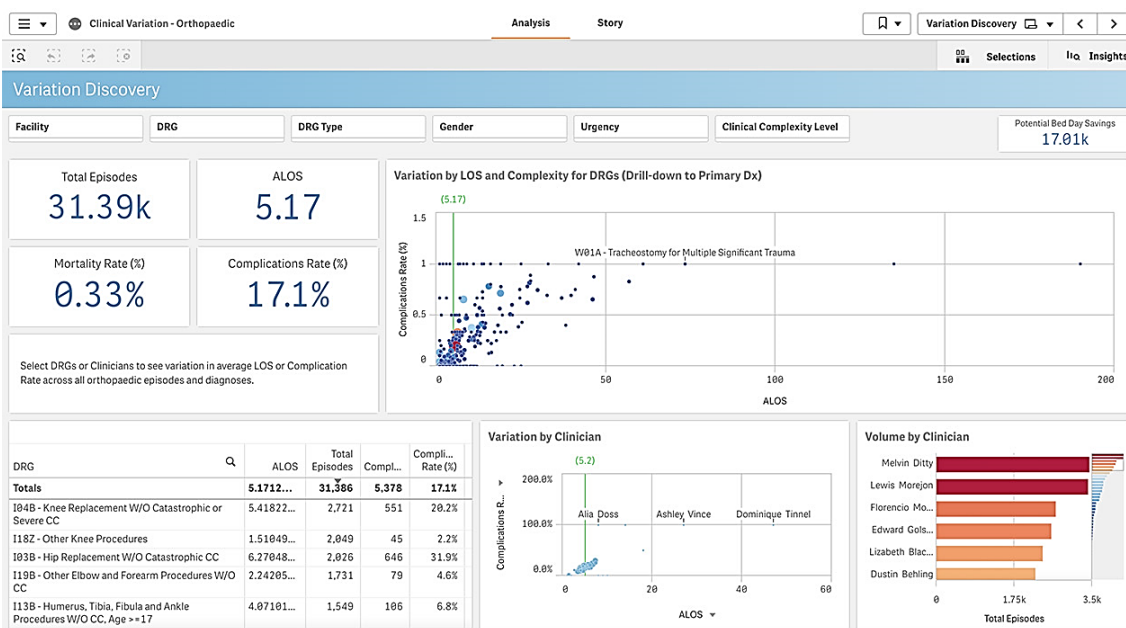 Clinical Variation - Orthopaedic
Analysis
Story
Variation Discovery
Selections
Insights
Variation Discovery
Facility
DRG
DRG Type
Gender
Urgency
Clinical Complexity Level
Potential Bed Day Savings
17.01k
Total Episodes
31.39k
ALOS
5.17
Mortality Rate (%)
0.33%
Complications Rate (%)
17.1%
Select DRGs or Clinicians to see variation in average LOS or Complication
Rate across all orthopaedic episodes and diagnoses.
Variation by LOS and Complexity for DRGs (Drill-down to Primary Dx)
(5.17)
1.5
1
0.5
0
Complications Rate (%)
W01A - Tracheostomy for Multiple Significant Trauma
0
50
100
150
200
ALOS
DRG
ALOS
Total
Episodes
Compl...
Compli...
Rate (%)
Totals 5.1712... 31,386 5,378 17.1%
I04B - Knee Replacement W/O Catastrophic or 5.41822... 2,721 551 20.2%
Severe CC
I18Z - Other Knee Procedures 1.51049... 2,049 45 2.2%
I03B - Hip Replacement W/O Catastrophic CC 6.27048... 2,026 646 31.9%
I19B - Other Elbow and Forearm Procedures W/O 2.24205... 1,731 79 4.6%
CC
I13B - Humerus, Tibia, Fibula and Ankle 4.07101... 1,549 106 6.8%
Procedures W/O CC, Age >=17
Variation by Clinician
(5.2)
200.0%
100.0%
0.0%
Complications R...
Alia Doss
Ashley Vince
Dominique Tinnel
0
20
40
60
ALOS
Volume by Clinician
Melvin Ditty
Lewis Morejon
Florencio Mo...
Edward Gols...
Lizabeth Blac...
Dustin Behling
0
1.75k
3.5k
Total Episodes